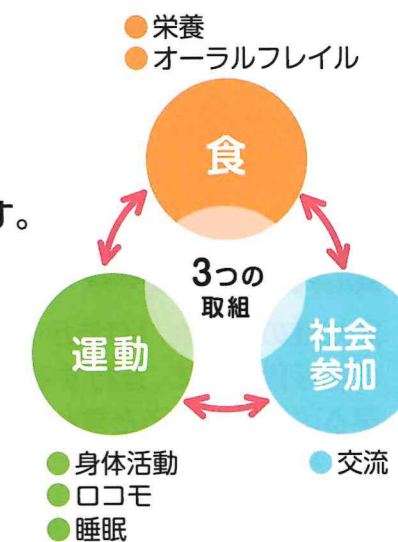 ●栄養
●オーラルフレイル
食
す。
3つの
取組
運動
社会
参加
●身体活動
●ロコモ
●睡眠
●交流